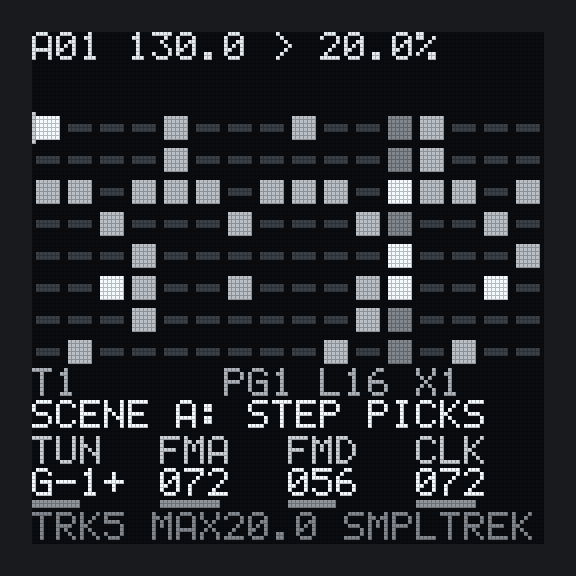 A01 130.0 > 20.0%
T1 PG1 L16 X1
SCENE A: STEP PICKS
TUN FMA FMD CLK
G-1+ 072 056 072
TRK5 MAX20.0 SMPLTREK